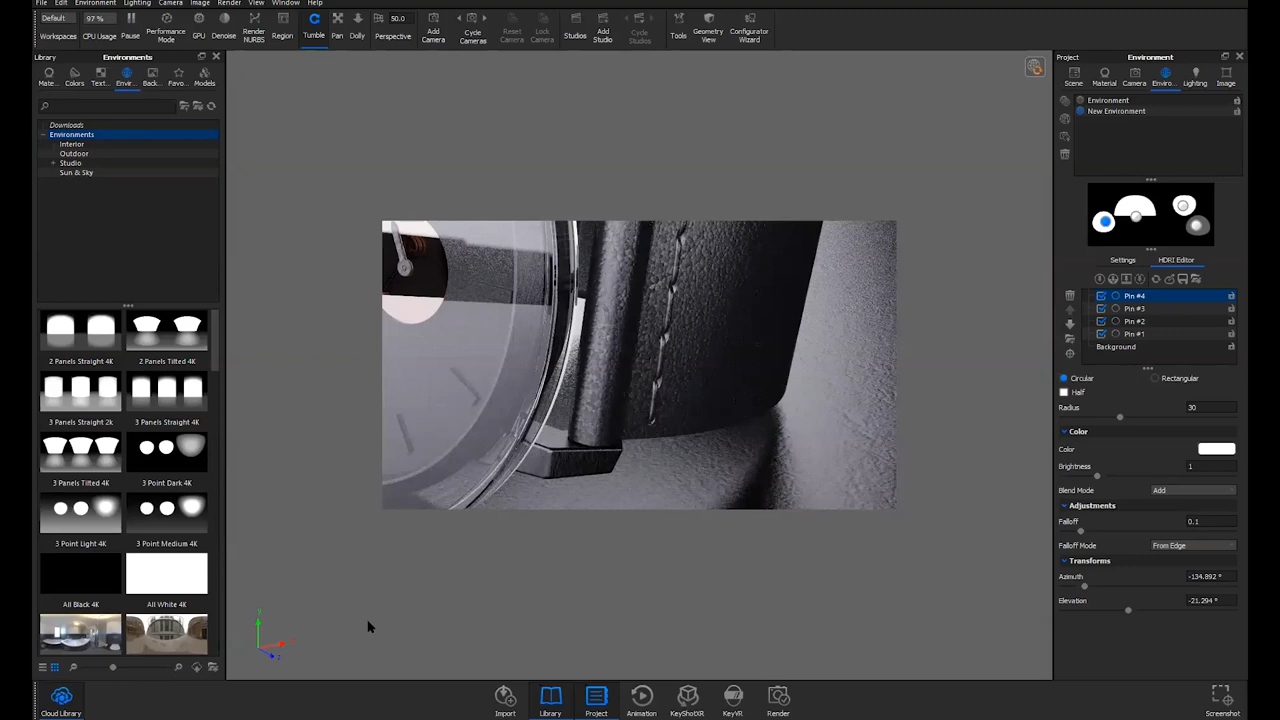 File Edit Environment Lighting Camera Image Render View Window Help
Default 97 % 50.0
Workspaces CPU Usage Pause Performance Mode GPU Denoise Render NURBS Region Tumble Pan Dolly Perspective Add Camera Cycle Cameras Reset Camera Lock Camera Studios Add Studio Cycle Studios Tools Geometry View Configurator Wizard
Library Environments
Mate... Colors Text... Envir... Back... Favo... Models
Downloads
Environments
Interior
Outdoor
Studio
Sun & Sky
2 Panels Straight 4K 2 Panels Tilted 4K
3 Panels Straight 2k 3 Panels Straight 4K
3 Panels Tilted 4K 3 Point Dark 4K
3 Point Light 4K 3 Point Medium 4K
All Black 4K All White 4K
Project Environment
Scene Material Camera Enviro... Lighting Image
Environment
New Environment
Settings HDRI Editor
Pin #4
Pin #3
Pin #2
Pin #1
Background
Circular Rectangular
Half
Radius 30
Color
Color
Brightness 1
Blend Mode Add
Adjustments
Falloff 0.1
Falloff Mode From Edge
Transforms
Azimuth -134.892 °
Elevation -21.294 °
y
z
Cloud Library Import Library Project Animation KeyShotXR KeyVR Render Screenshot